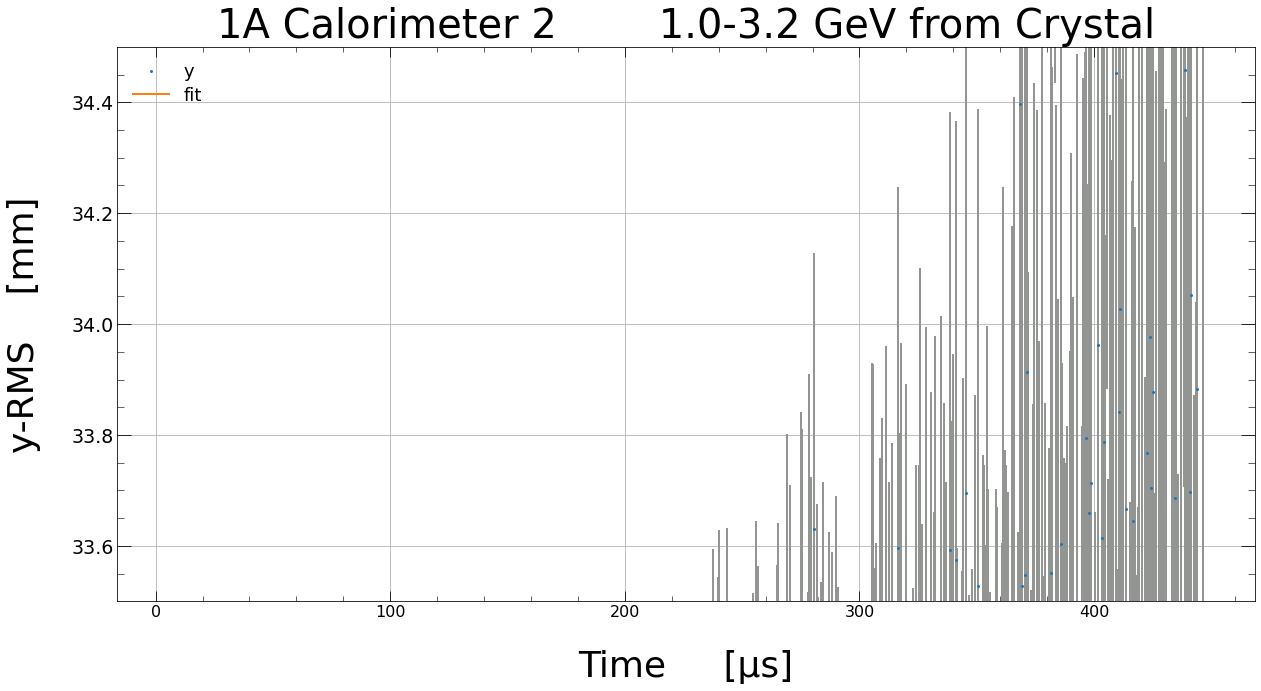 1A Calorimeter 2 1.0-3.2 GeV from Crystal
y
fit
34.4
34.2
34.0
33.8
33.6
y-RMS [mm]
0 100 200 300 400
Time [μs]